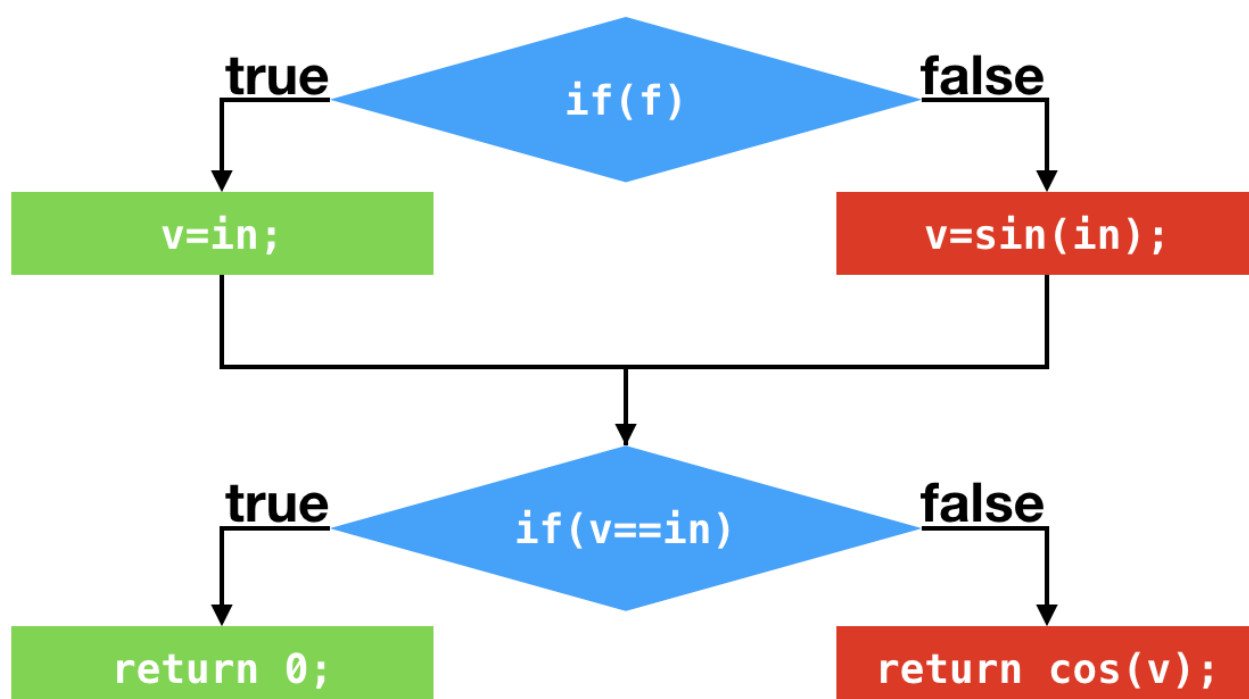 true
false
if(f)
v=in;
v=sin(in);
true
false
if(v==in)
return 0;
return cos(v);